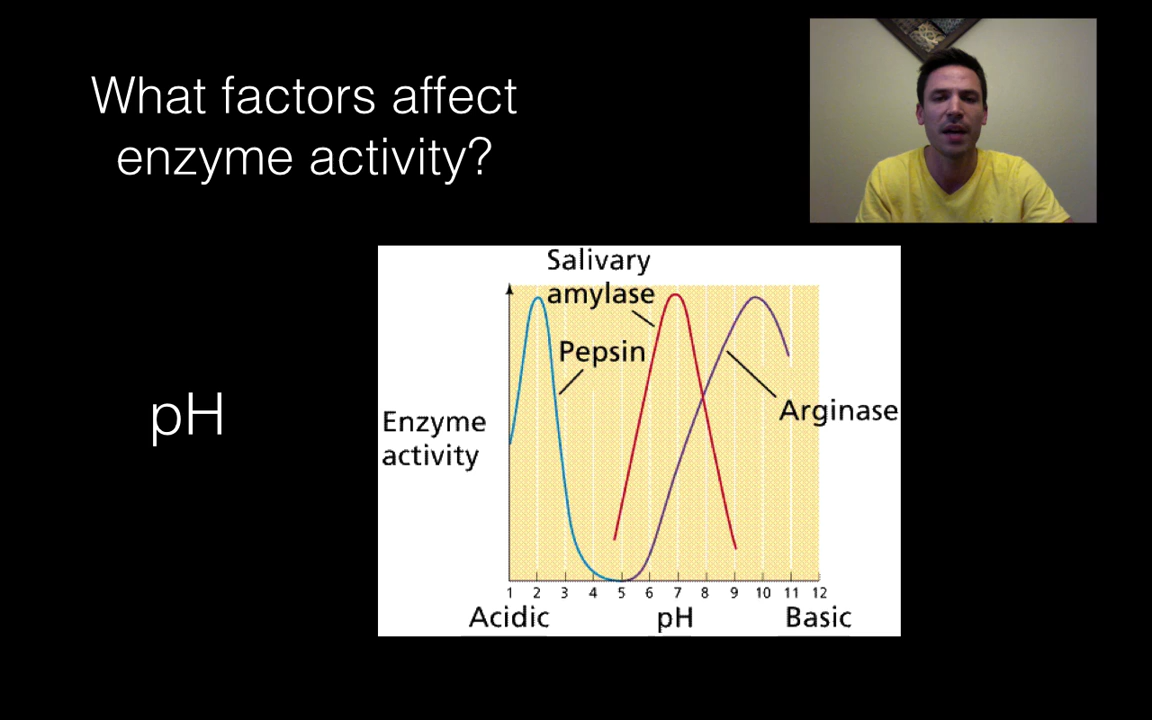 What factors affect
enzyme activity?
pH
Salivary
amylase
Pepsin
Arginase
Enzyme
activity
1 2 3 4 5 6 7 8 9 10 11 12
Acidic pH Basic